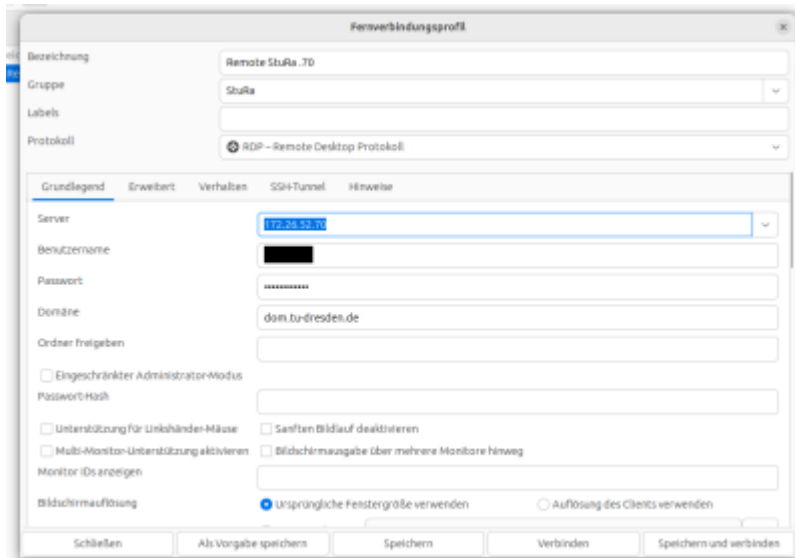 Fernverbindungsprofil
Bezeichnung Remote StuRa .70
Gruppe StuRa
Labels
Protokoll RDP – Remote Desktop Protokoll
Grundlegend Erweitert Verhalten SSH-Tunnel Hinweise
Server 172.26.52.70
Benutzername
Passwort
Domäne dom.tu-dresden.de
Ordner freigeben
Eingeschränkter Administrator-Modus
Passwort-Hash
Unterstützung für Linkshänder-Mäuse Sanften Bildlauf deaktivieren
Multi-Monitor-Unterstützung aktivieren Bildschirmausgabe über mehrere Monitore hinweg
Monitor IDs anzeigen
Bildschirmauflösung Ursprüngliche Fenstergröße verwenden Auflösung des Clients verwenden
Schließen Als Vorgabe speichern Speichern Verbinden Speichern und verbinden